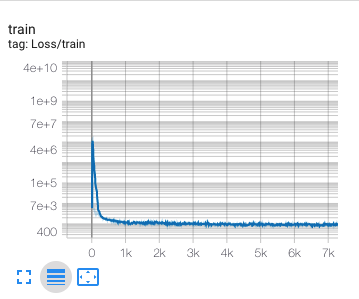 train
tag: Loss/train
4e+10
1e+9
7e+7
4e+6
1e+5
7e+3
400
0 1k 2k 3k 4k 5k 6k 7k